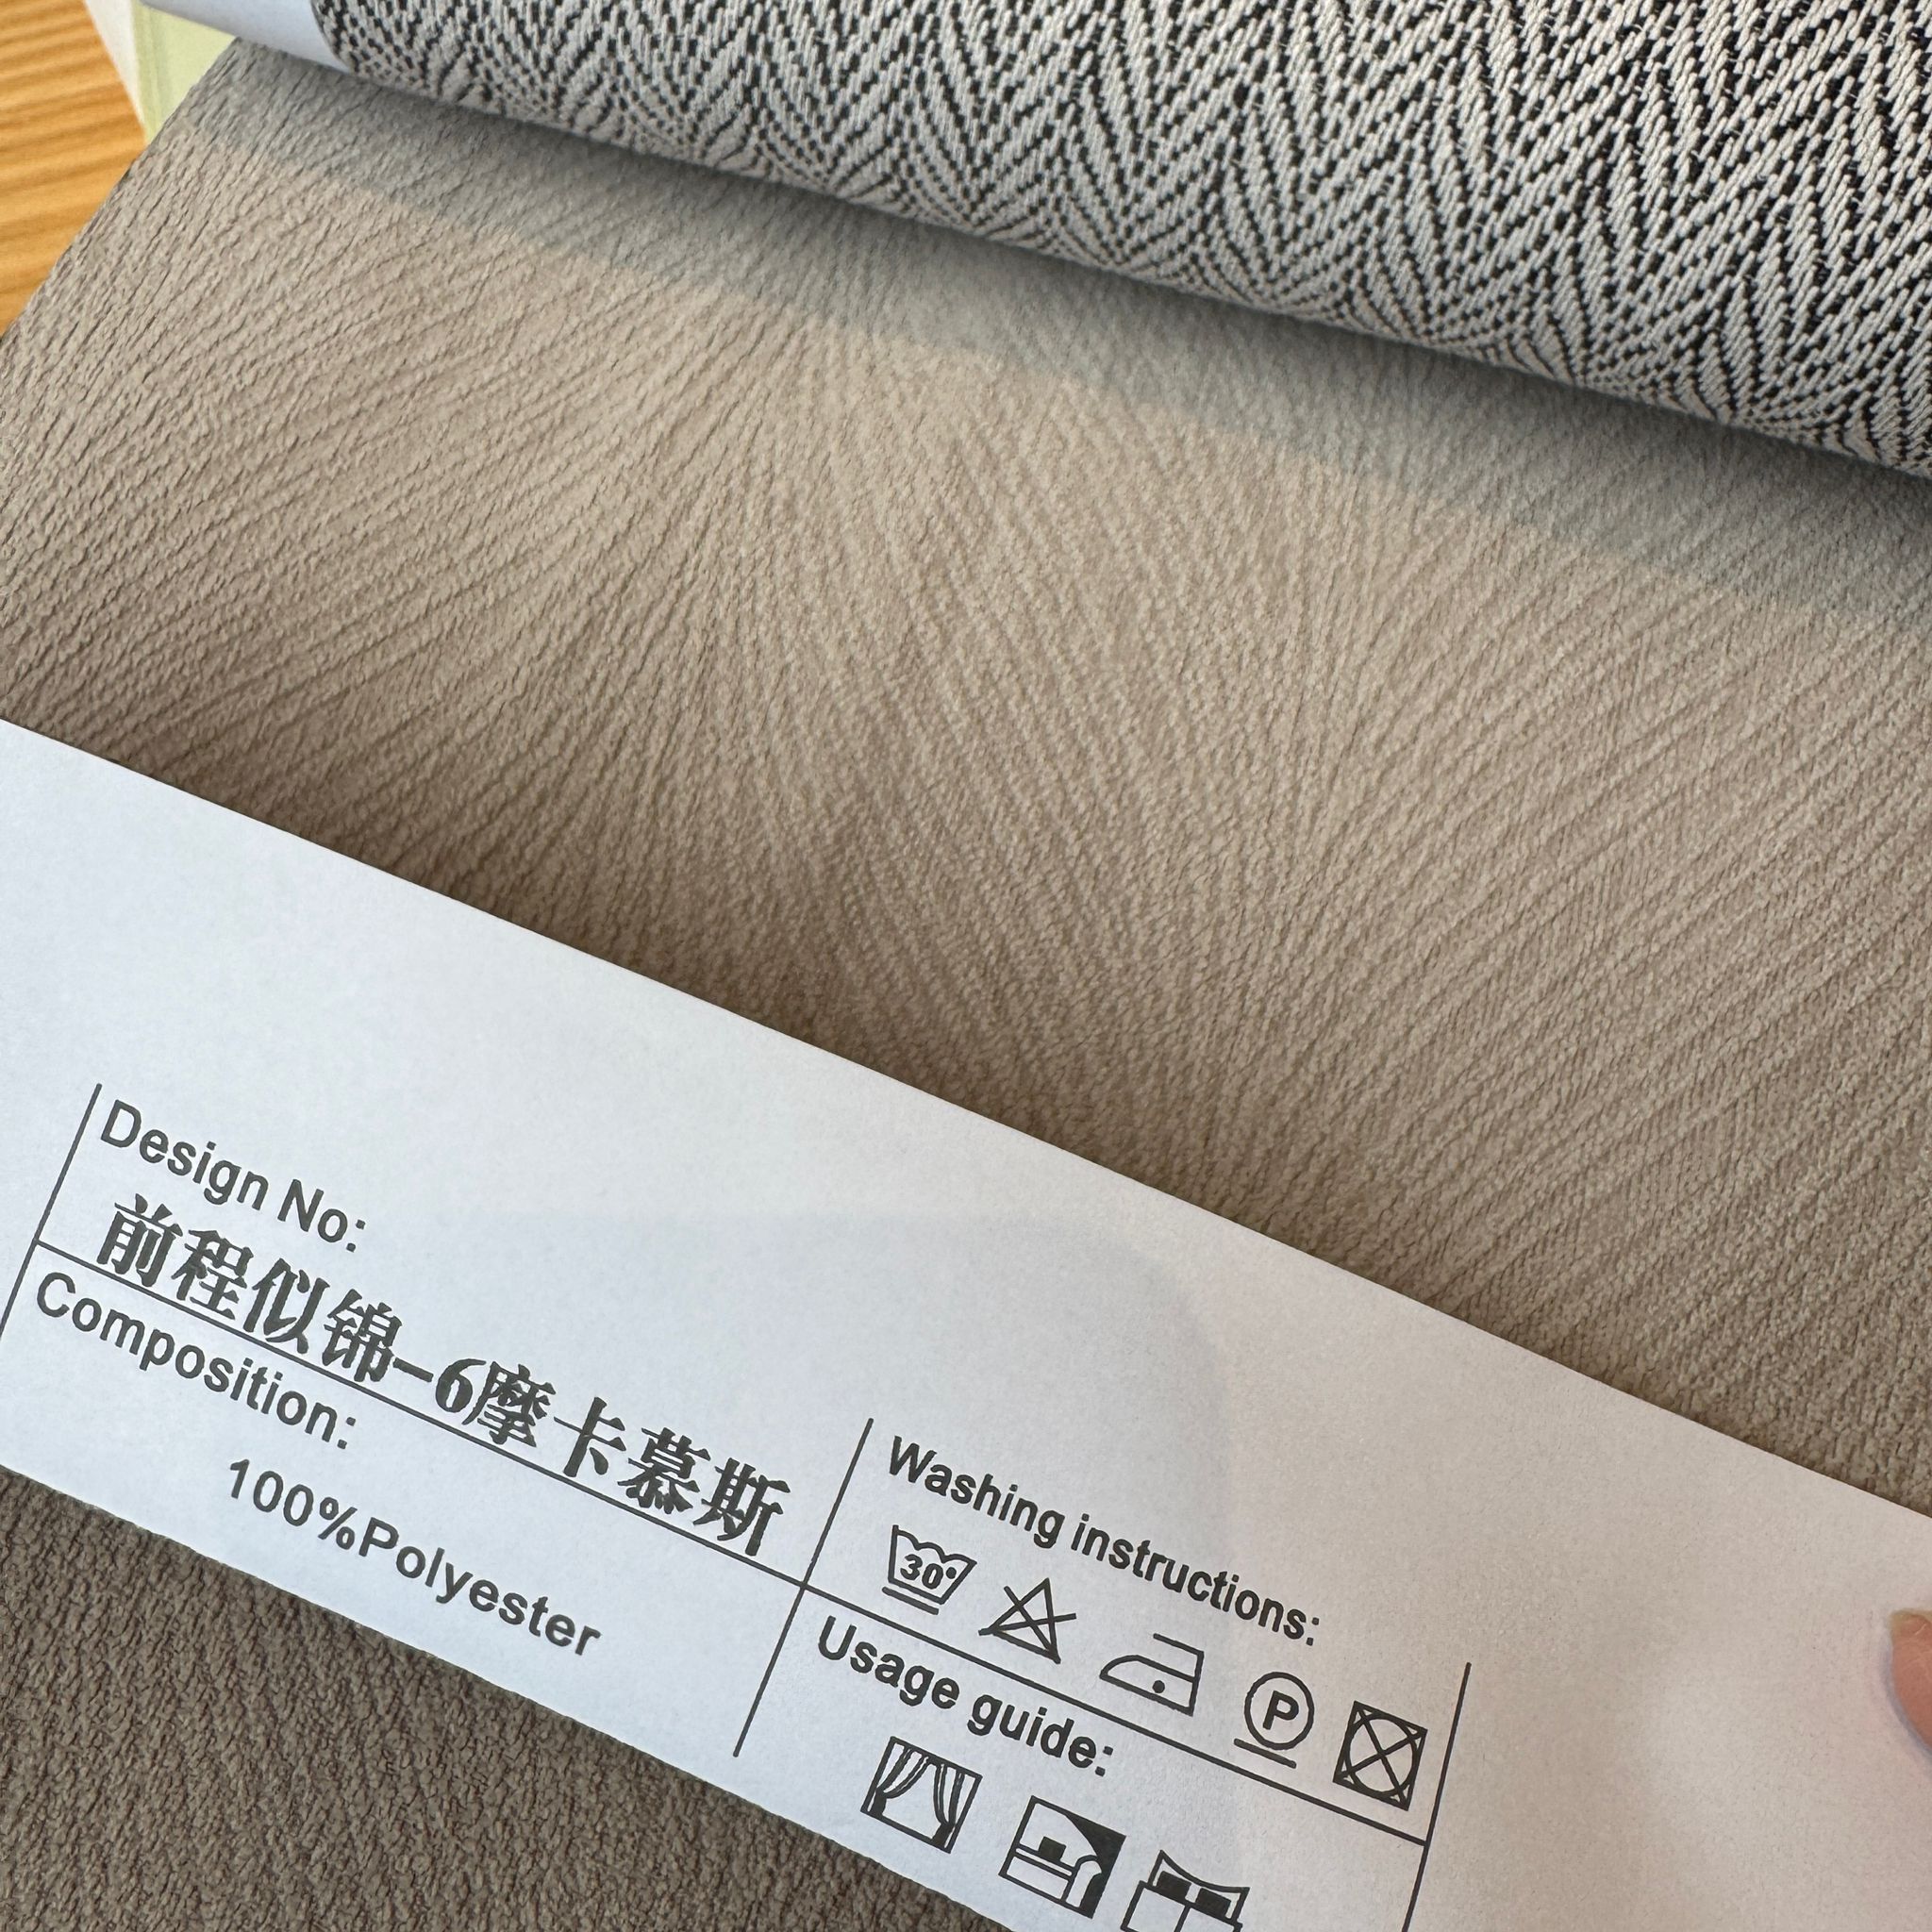 Design No:
前程似锦-6摩卡慕斯
Composition:
100%Polyester
Washing instructions:
30°
P
Usage guide: